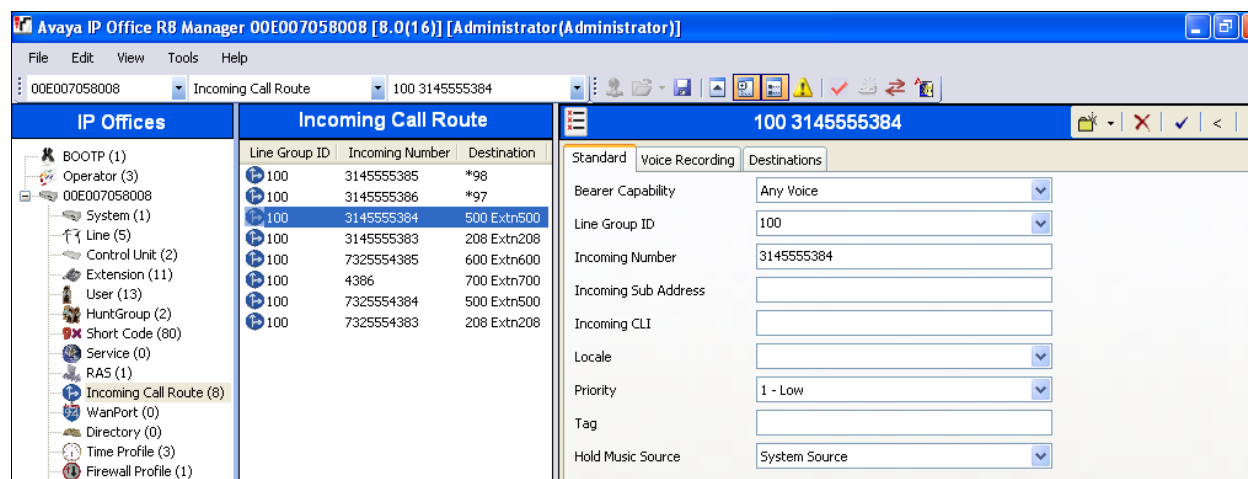 Avaya IP Office R8 Manager 00E007058008 [8.0(16)] [Administrator(Administrator)]
File Edit View Tools Help
00E007058008 Incoming Call Route 100 3145555384
IP Offices
BOOTP (1)
Operator (3)
00E007058008
System (1)
Line (5)
Control Unit (2)
Extension (11)
User (13)
HuntGroup (2)
Short Code (80)
Service (0)
RAS (1)
Incoming Call Route (8)
WanPort (0)
Directory (0)
Time Profile (3)
Firewall Profile (1)
Incoming Call Route
Line Group ID Incoming Number Destination
100 3145555385 *98
100 3145555386 *97
100 3145555384 500 Extn500
100 3145555383 208 Extn208
100 7325554385 600 Extn600
100 4386 700 Extn700
100 7325554384 500 Extn500
100 7325554383 208 Extn208
100 3145555384
Standard Voice Recording Destinations
Bearer Capability Any Voice
Line Group ID 100
Incoming Number 3145555384
Incoming Sub Address
Incoming CLI
Locale
Priority 1 - Low
Tag
Hold Music Source System Source